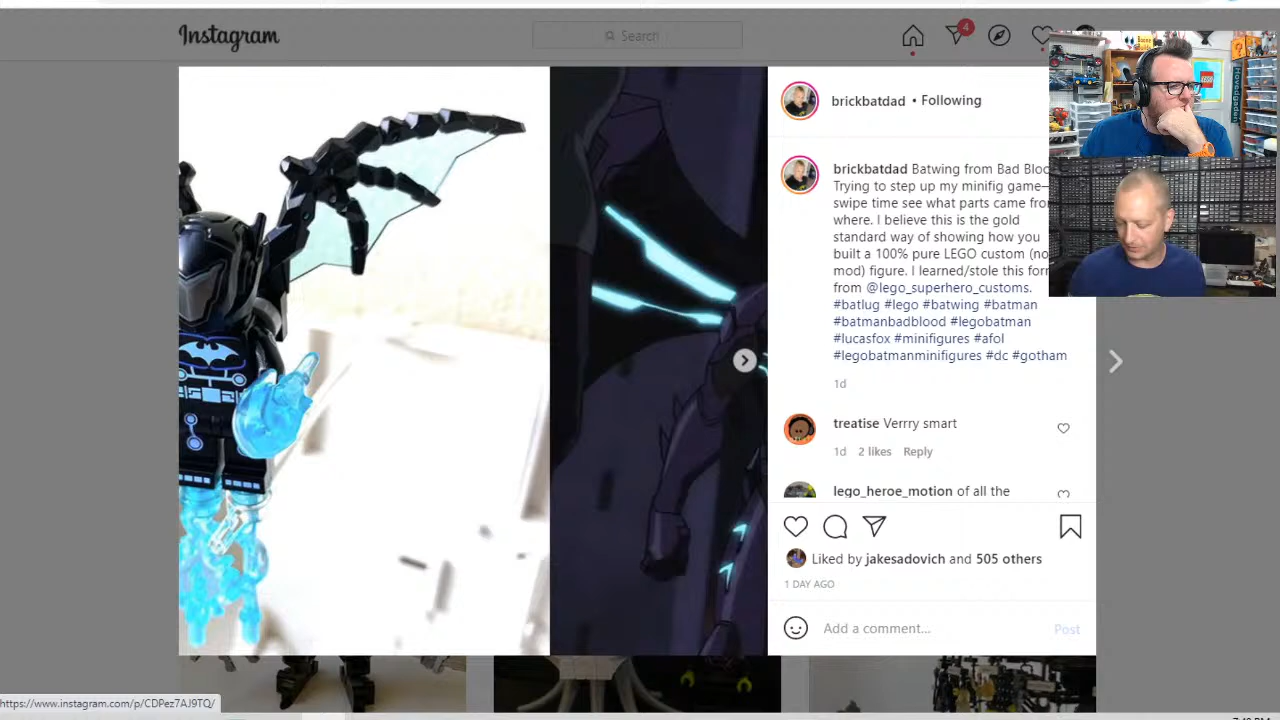 Instagram
Search
4
brickbatdad • Following
brickbatdad Batwing from Bad Bloo
Trying to step up my minifig game—
swipe time see what parts came fro
where. I believe this is the gold
standard way of showing how you
built a 100% pure LEGO custom (no
mod) figure. I learned/stole this for
from @lego_superhero_customs.
#batlug #lego #batwing #batman
#batmanbadblood #legobatman
#lucasfox #minifigures #afol
#legobatmanminifigures #dc #gotham
1d
treatise Verrry smart
1d 2 likes Reply
lego_heroe_motion of all the
Liked by jakesadovich and 505 others
1 DAY AGO
Add a comment...
Post
https://www.instagram.com/p/CDPez7AJ9TQ/
LEGO